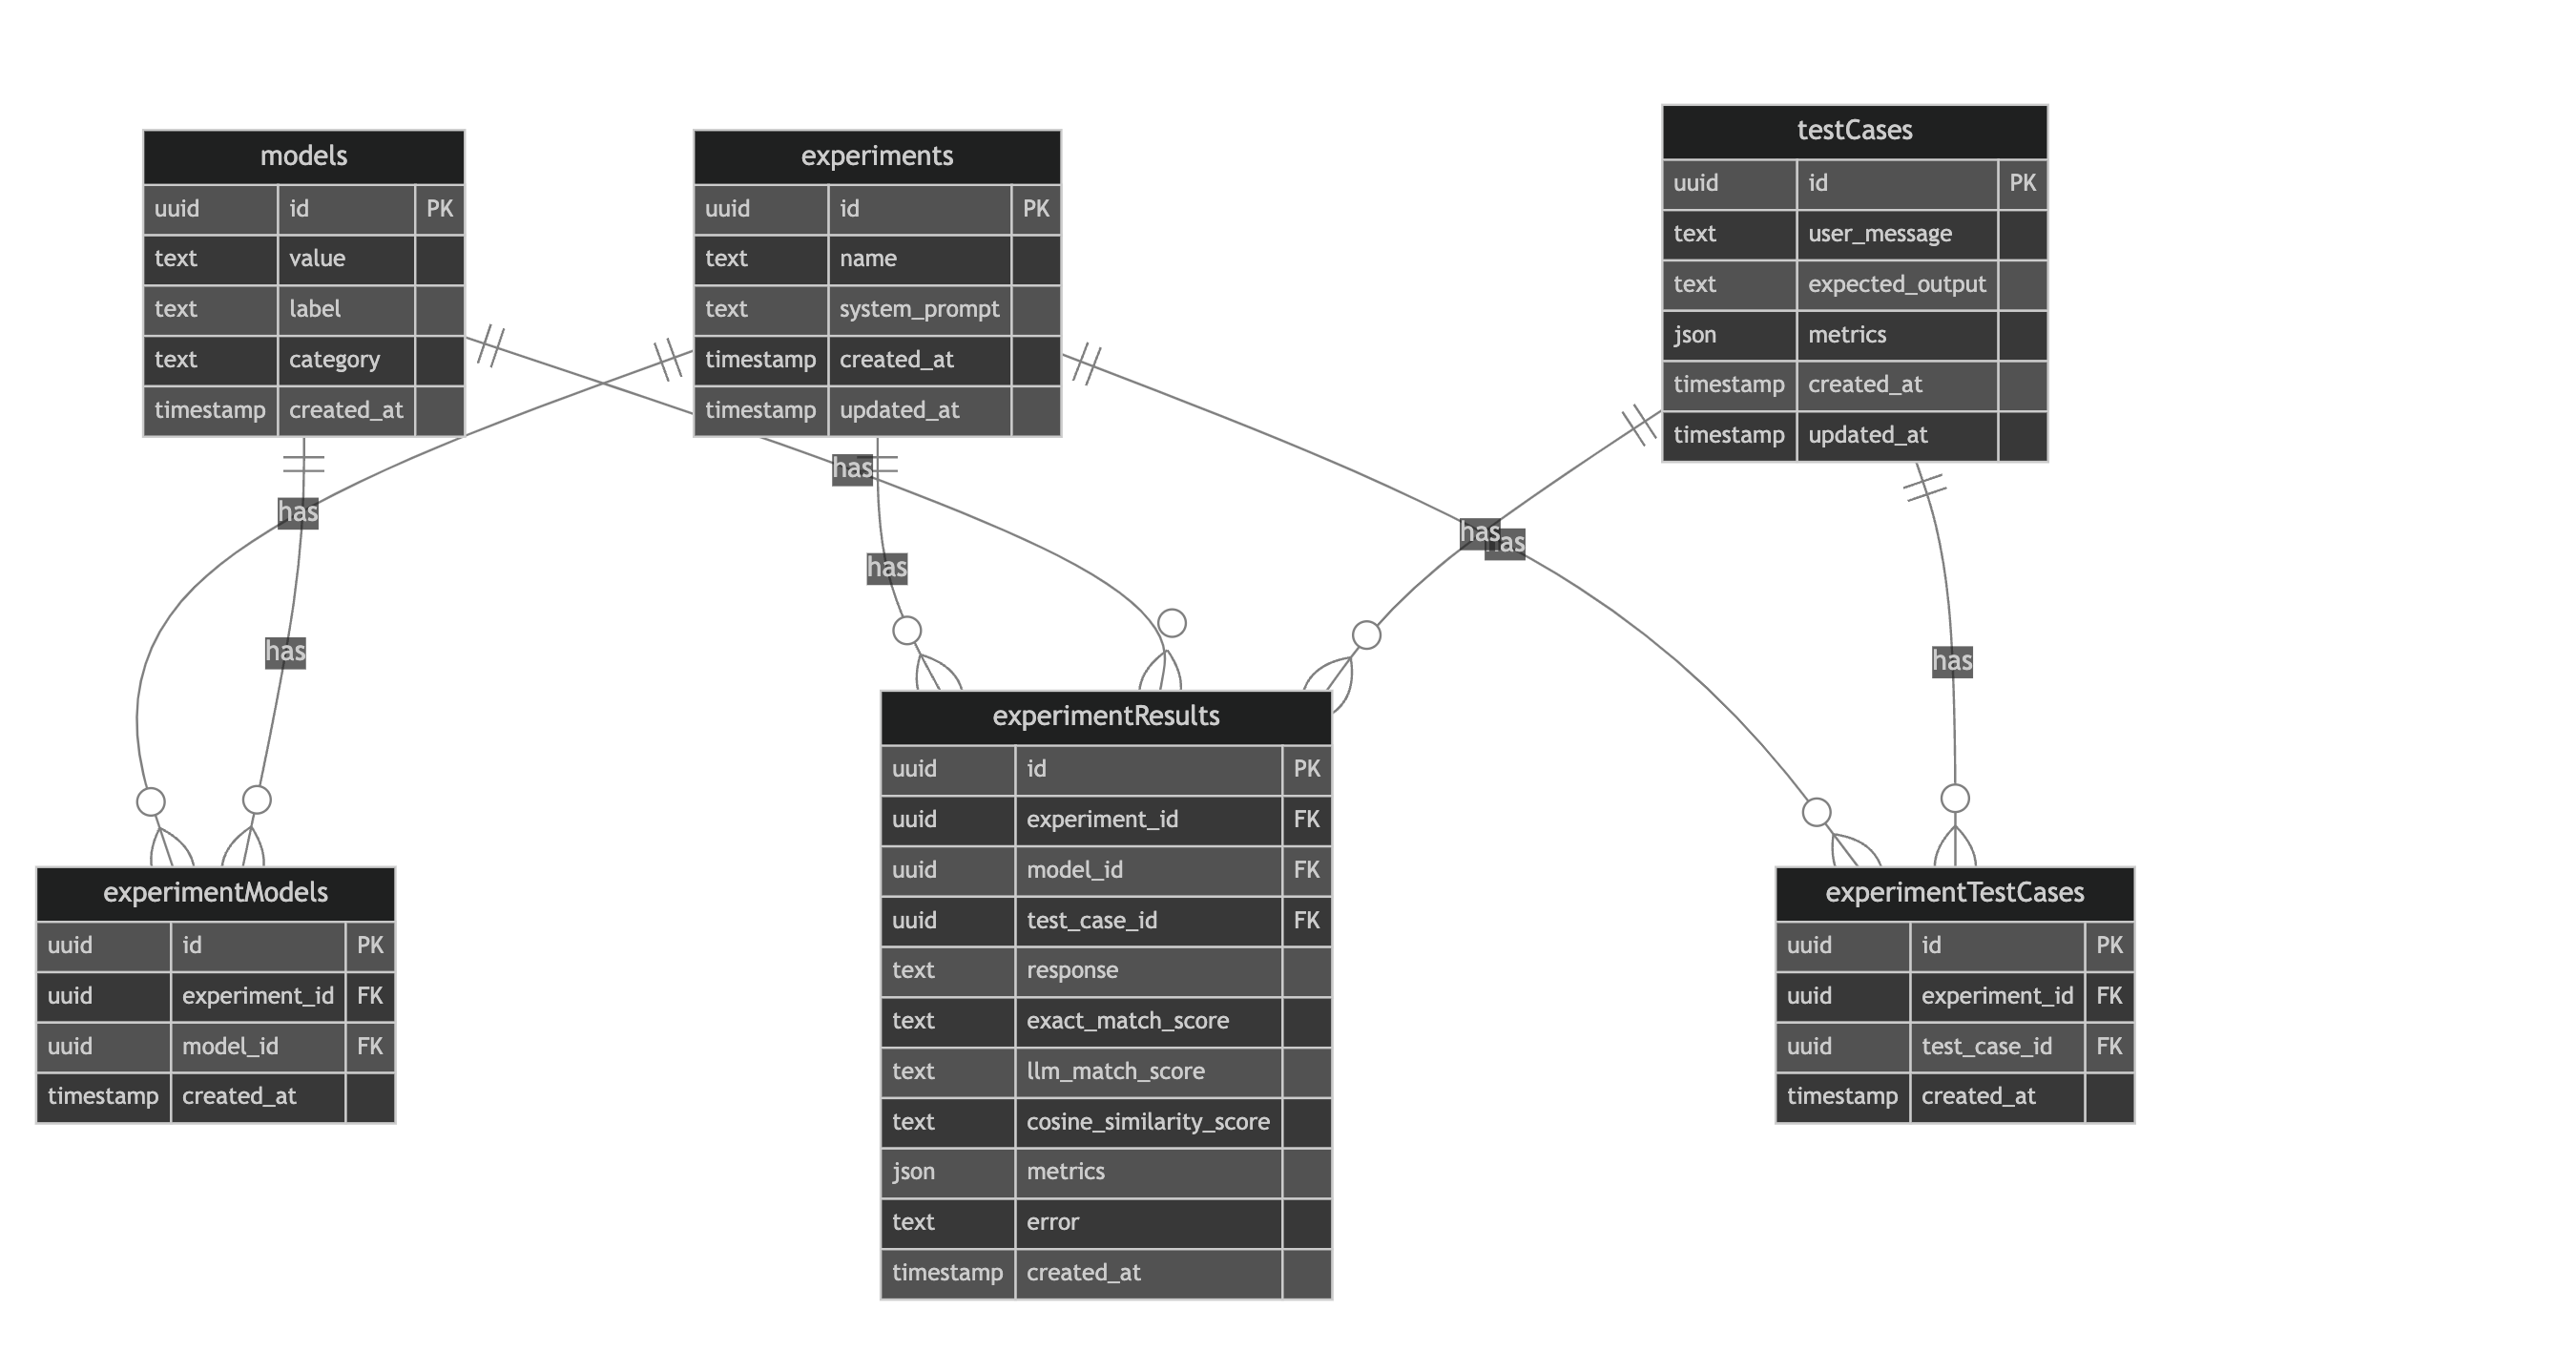 models
uuid id PK
text value
text label
text category
timestamp created_at
experiments
uuid id PK
text name
text system_prompt
timestamp created_at
timestamp updated_at
testCases
uuid id PK
text user_message
text expected_output
json metrics
timestamp created_at
timestamp updated_at
has
has
has
has
has
has
has
experimentModels
uuid id PK
uuid experiment_id FK
uuid model_id FK
timestamp created_at
experimentResults
uuid id PK
uuid experiment_id FK
uuid model_id FK
uuid test_case_id FK
text response
text exact_match_score
text llm_match_score
text cosine_similarity_score
json metrics
text error
timestamp created_at
experimentTestCases
uuid id PK
uuid experiment_id FK
uuid test_case_id FK
timestamp created_at